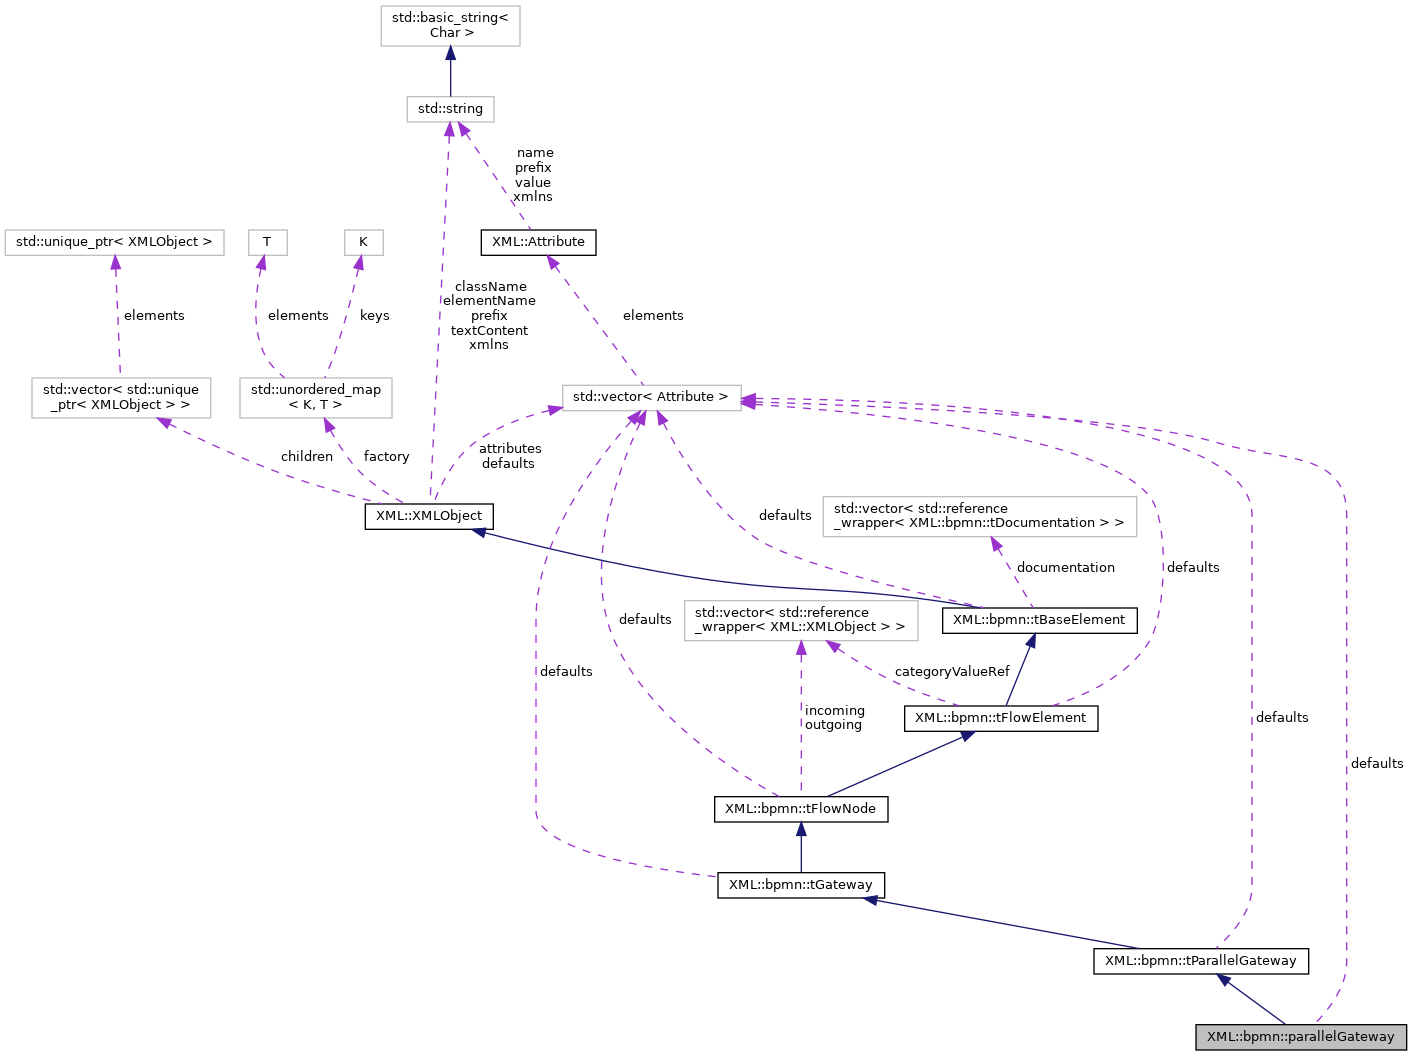 std::basic_string<
Char >
std::string
name
prefix
value
xmlns
std::unique_ptr< XMLObject >
T
K
XML::Attribute
className
elementName
prefix
textContent
xmlns
elements
elements
keys
elements
std::vector< std::unique
_ptr< XMLObject > >
std::unordered_map
< K, T >
std::vector< Attribute >
children
factory
attributes
defaults
XML::XMLObject
defaults
std::vector< std::reference
_wrapper< XML::bpmn::tDocumentation > >
documentation
defaults
defaults
std::vector< std::reference
_wrapper< XML::XMLObject > >
XML::bpmn::tBaseElement
defaults
categoryValueRef
incoming
outgoing
XML::bpmn::tFlowElement
defaults
defaults
XML::bpmn::tFlowNode
XML::bpmn::tGateway
XML::bpmn::tParallelGateway
XML::bpmn::parallelGateway